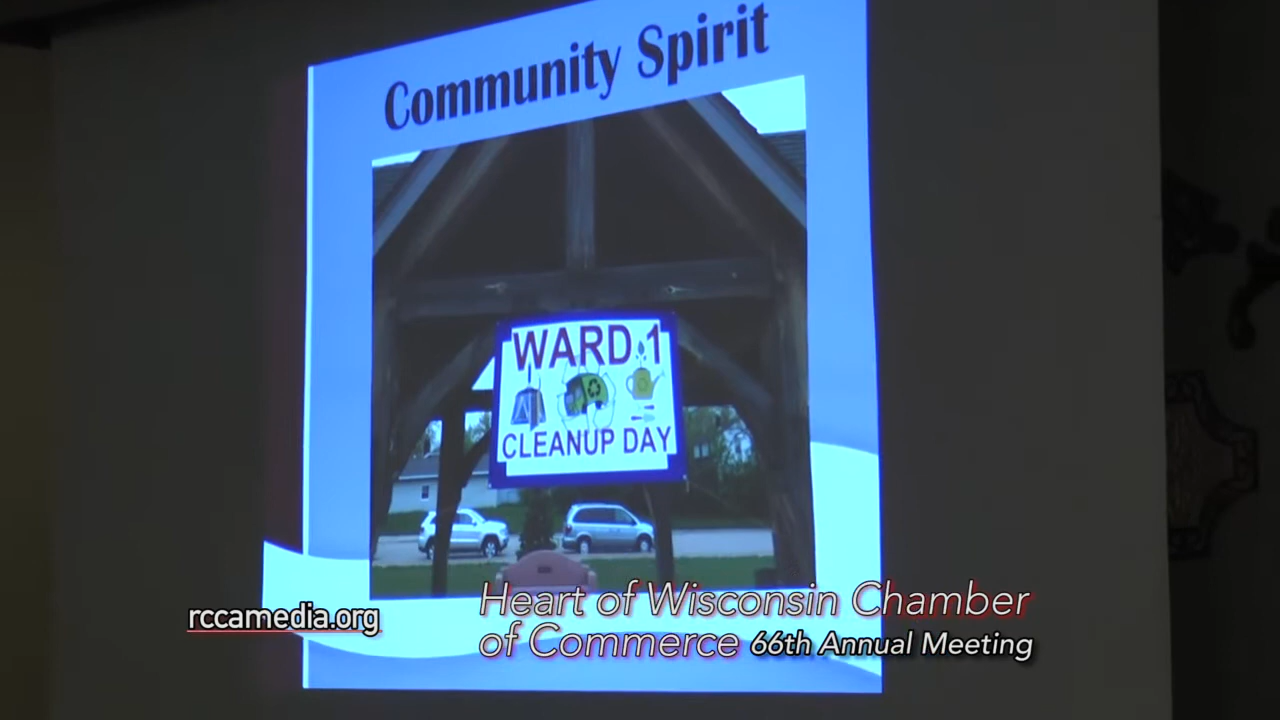 Community Spirit
WARD 1
CLEANUP DAY
rccamedia.org
Heart of Wisconsin Chamber
of Commerce 66th Annual Meeting